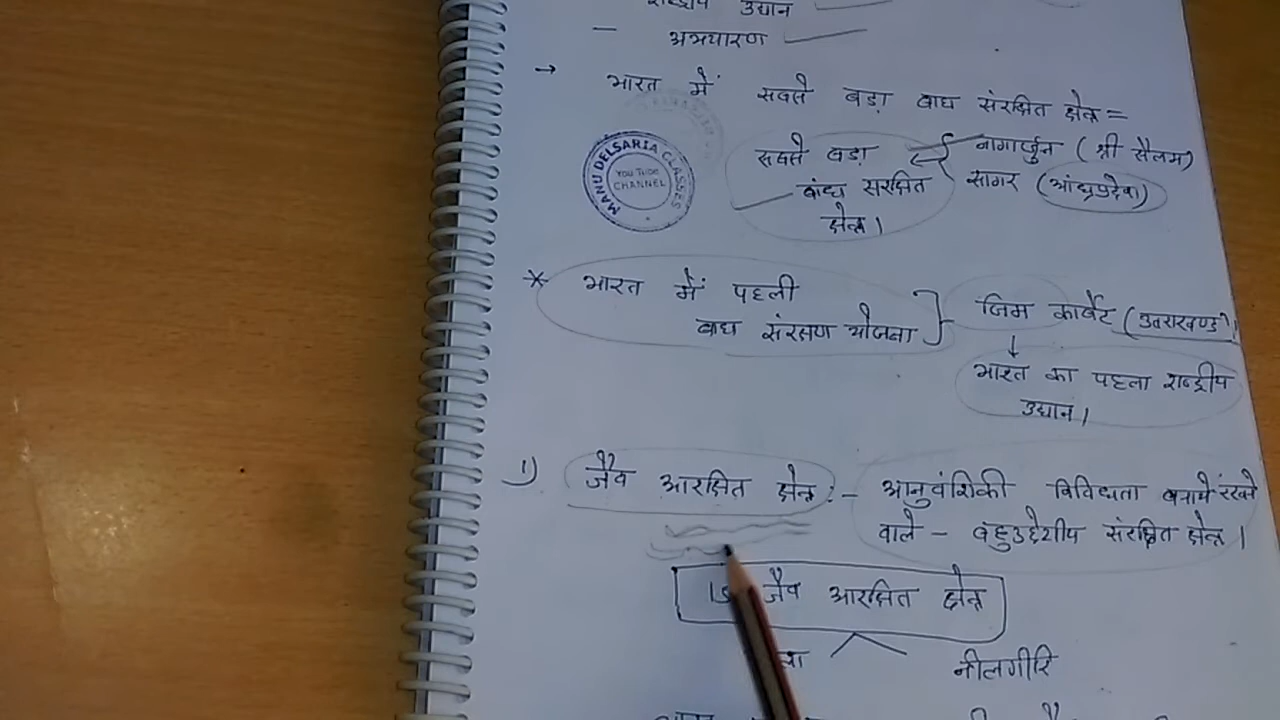 उद्यान
— अभयारण
→ भारत में सबसे बड़ा बाघ संरक्षित क्षेत्र =
सबसे बड़ा बाघ सरक्षित क्षेत्र।
नागार्जुन (श्री सैलम)
सागर (आंध्रप्रदेश)
MANU DELSARIA CLASSES
YOU TUBE
CHANNEL
* भारत में पहली
बाघ संरक्षण योजना } - जिम कार्बेट (उत्तराखण्ड)।
↓
भारत का पहला राष्ट्रीय
उद्यान।
1) जैव आरक्षित क्षेत्र :- आनुवंशिकी विविधता बनाये रखने
वाले - बहुउद्देशीय संरक्षित क्षेत्र।
जैव आरक्षित क्षेत्र
नीलगीरि